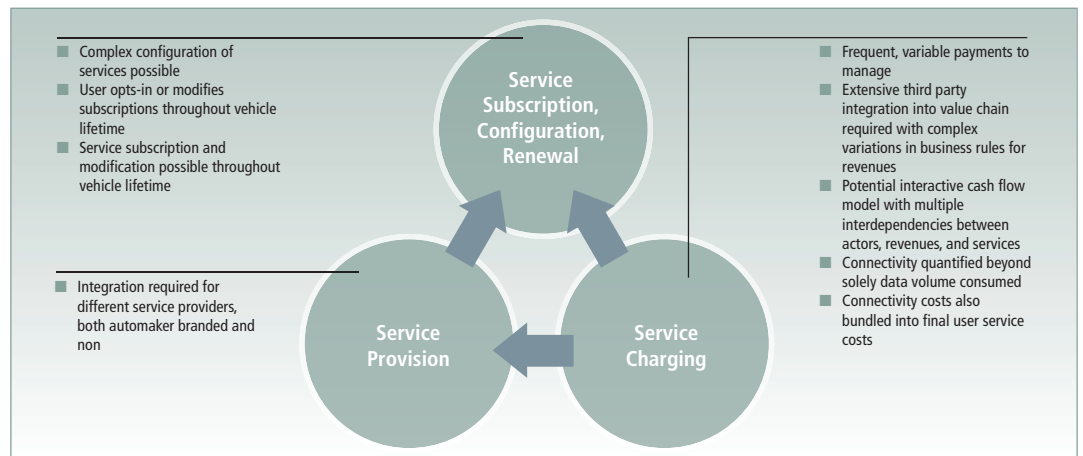 Complex configuration of
services possible
User opts-in or modifies
subscriptions throughout vehicle
lifetime
Service subscription and
modification possible throughout
vehicle lifetime
Service
Subscription,
Configuration,
Renewal
Frequent, variable payments to
manage
Extensive third party
integration into value chain
required with complex
variations in business rules for
revenues
Potential interactive cash flow
model with multiple
interdependencies between
actors, revenues, and services
Connectivity quantified beyond
solely data volume consumed
Connectivity costs also
bundled into final user service
costs
Integration required for
different service providers,
both automaker branded and
non
Service
Provision
Service
Charging